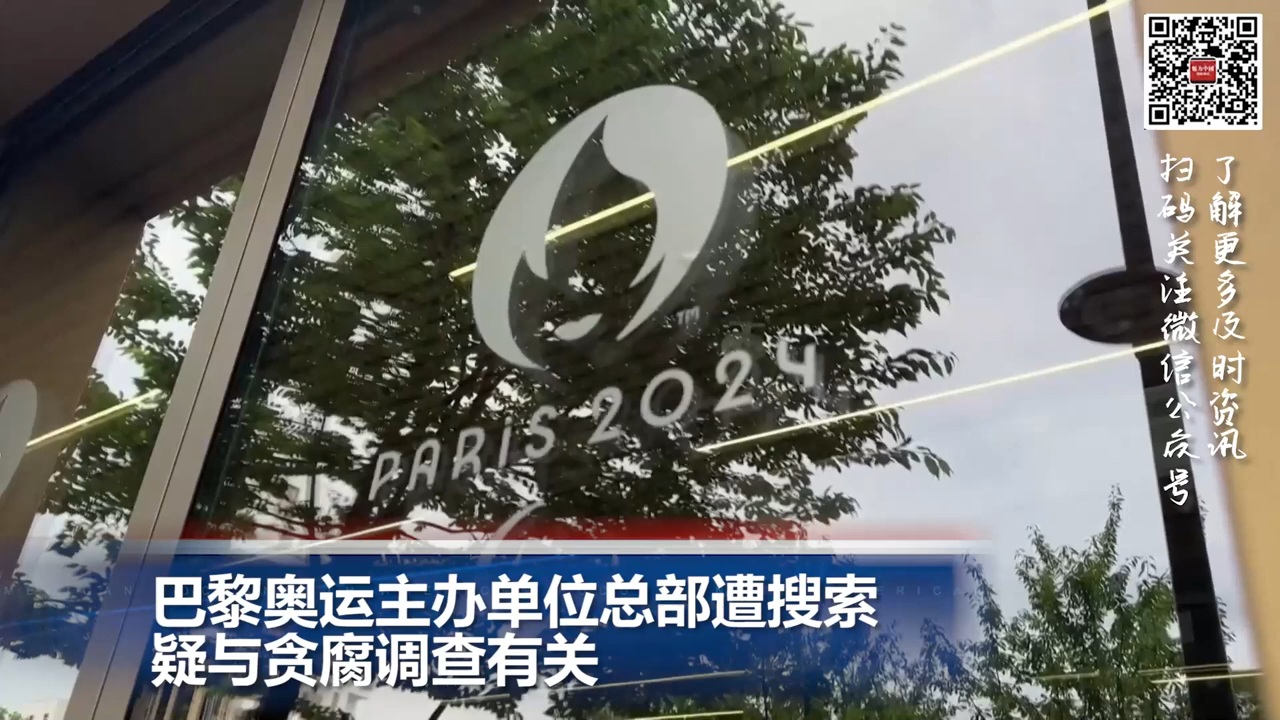 了解更多及时资讯
扫码关注微信公众号
PARIS 2024
巴黎奥运主办单位总部遭搜索
疑与贪腐调查有关